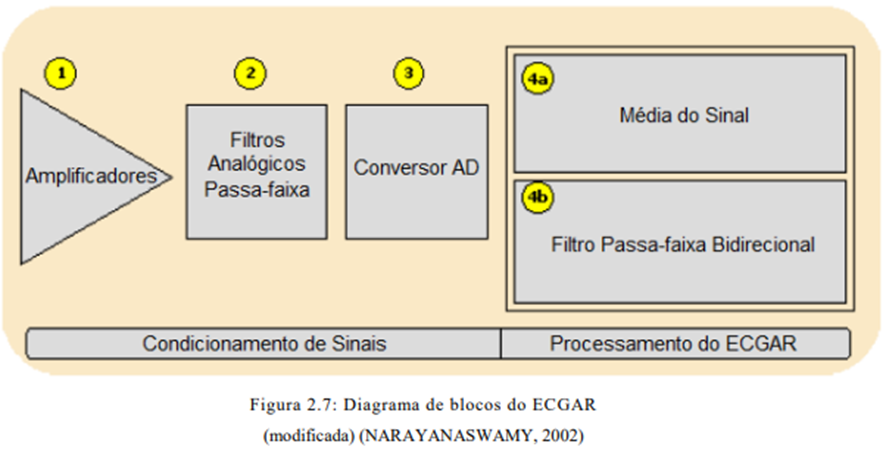 1
2
3
4a
Amplificadores
Filtros
Analógicos
Passa-faixa
Conversor AD
Média do Sinal
4b
Filtro Passa-faixa Bidirecional
Condicionamento de Sinais
Processamento do ECGAR
Figura 2.7: Diagrama de blocos do ECGAR
(modificada) (NARAYANASWAMY, 2002)